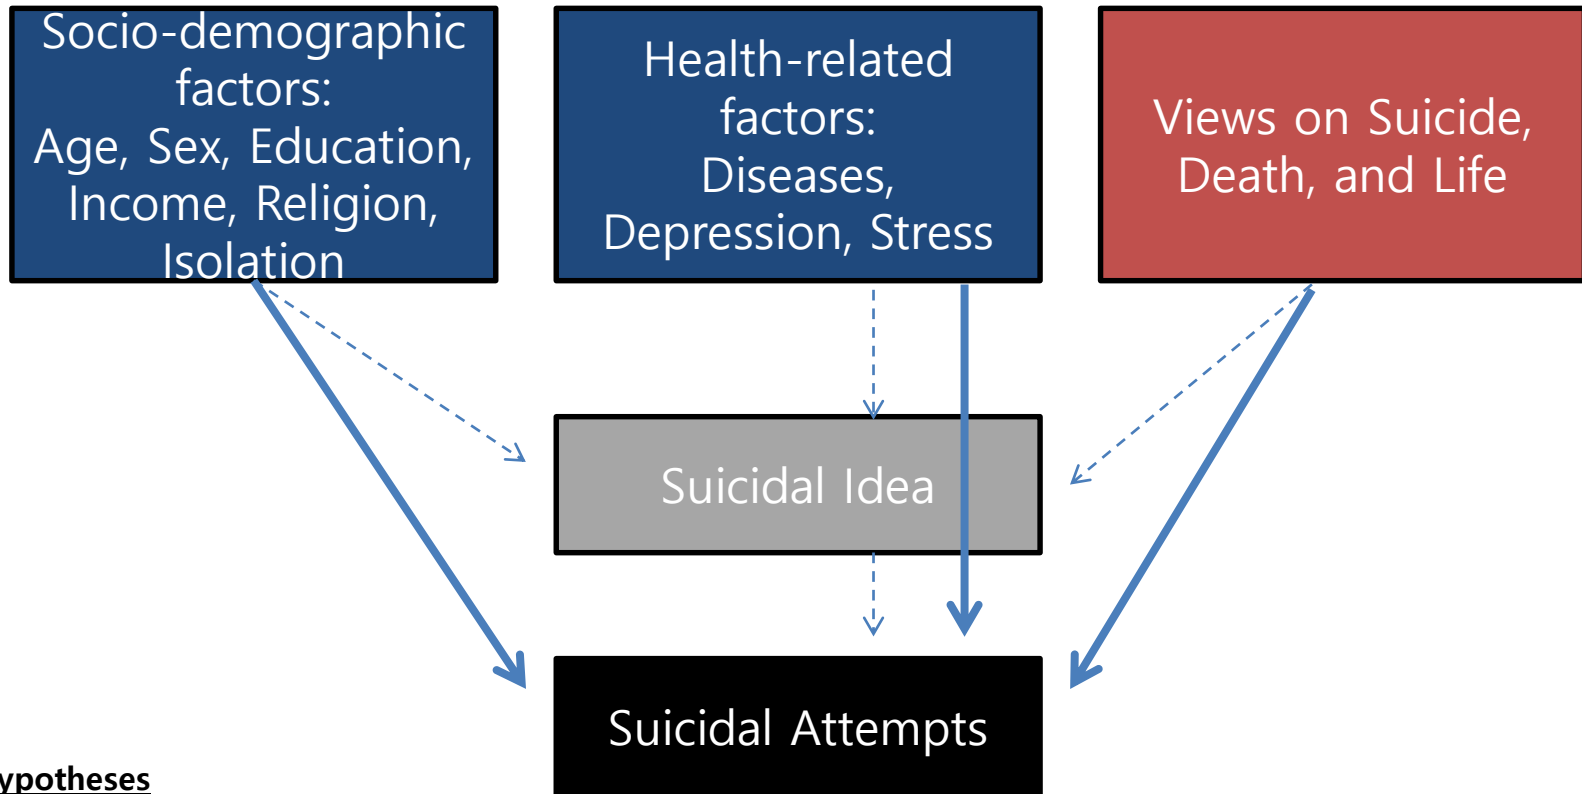 Socio-demographic
factors:
Age, Sex, Education,
Income, Religion,
Isolation
Health-related
factors:
Diseases,
Depression, Stress
Views on Suicide,
Death, and Life
Suicidal Idea
Suicidal Attempts
ypotheses